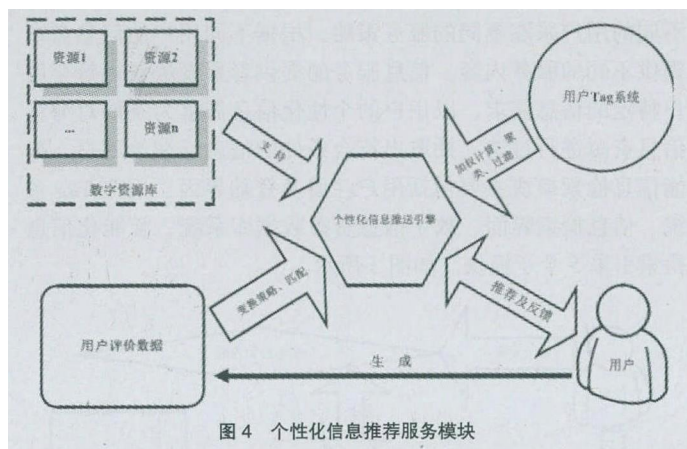 资源1
资源2
...
资源n
数字资源库
用户Tag系统
支持
加权计算、聚
类、过滤
个性化信息推送引擎
变换策略、匹配
推荐及反馈
用户评价数据
生 成
用户
图 4 个性化信息推荐服务模块